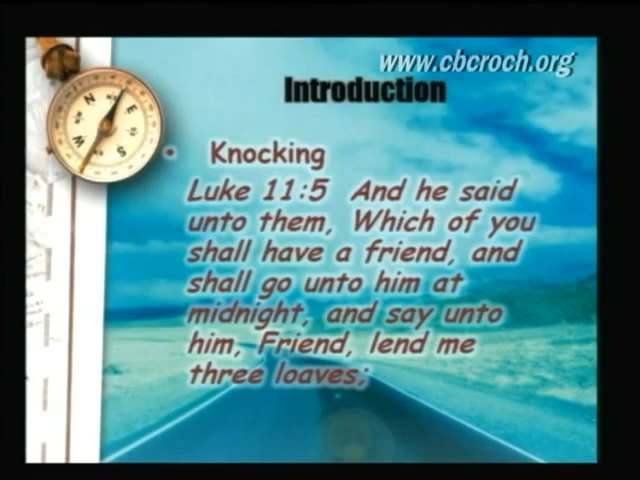 www.cbcroch.org
Introduction
• Knocking
Luke 11:5 And he said
unto them, Which of you
shall have a friend, and
shall go unto him at
midnight, and say unto
him, Friend, lend me
three loaves;
N
E
S
W